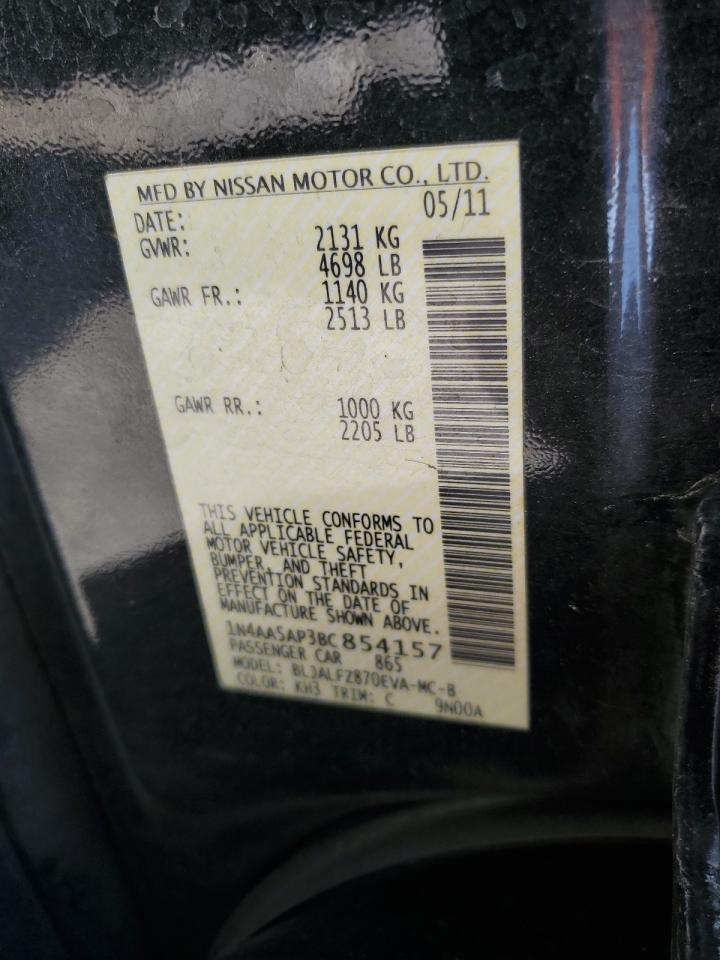 MFD BY NISSAN MOTOR CO., LTD.
DATE: 05/11
GVWR: 2131 KG
4698 LB
GAWR FR.: 1140 KG
2513 LB
GAWR RR.: 1000 KG
2205 LB
THIS VEHICLE CONFORMS TO
ALL APPLICABLE FEDERAL
MOTOR VEHICLE SAFETY,
BUMPER, AND THEFT
PREVENTION STANDARDS IN
EFFECT ON THE DATE OF
MANUFACTURE SHOWN ABOVE.
1N4AA5AP3BC854157
PASSENGER CAR 865
MODEL: BLJALFZ870EVA-MC-B
COLOR: KH3 TRIM: C 9N00A